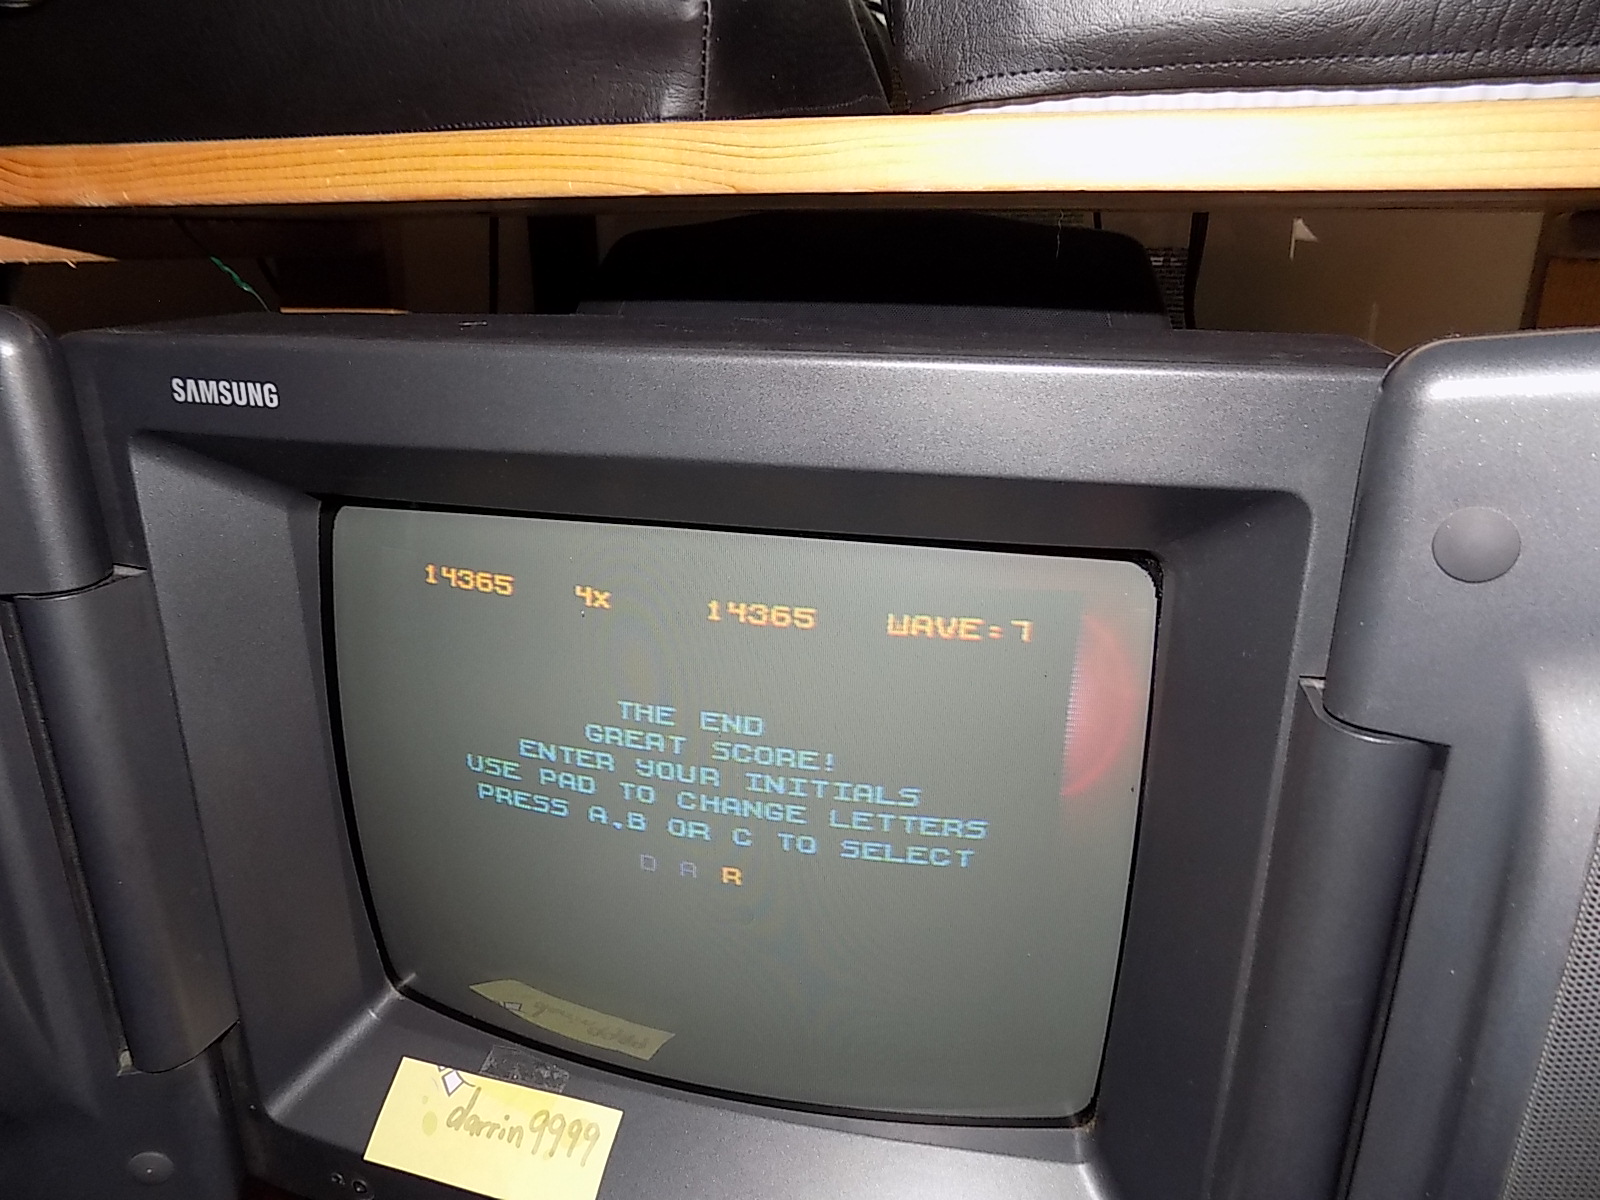 SAMSUNG
14365 4x 14365 WAVE=7
THE END
GREAT SCORE!
ENTER YOUR INITIALS
USE PAD TO CHANGE LETTERS
PRESS A,B OR C TO SELECT
D A R
darrin9999